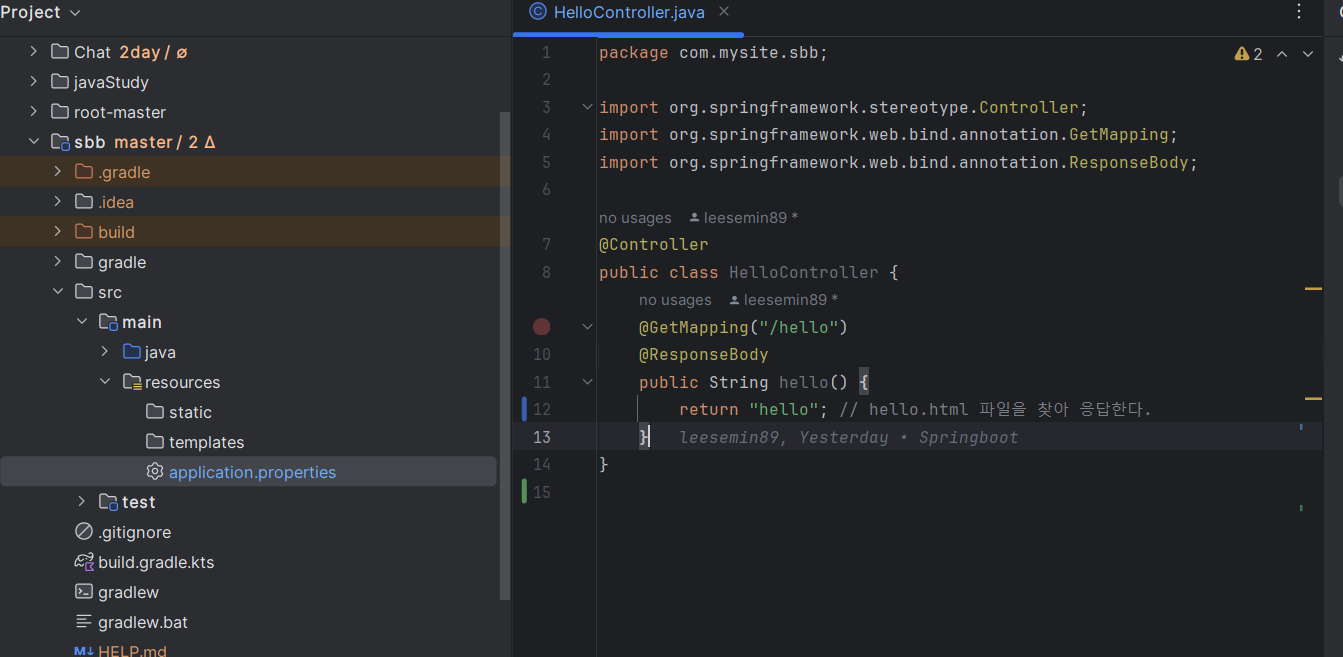 Project
HelloController.java
Chat 2day / ø
javaStudy
root-master
sbb master / 2 Δ
.gradle
.idea
build
gradle
src
main
java
resources
static
templates
application.properties
test
.gitignore
build.gradle.kts
gradlew
gradlew.bat
M↓ HELP.md
2
1 package com.mysite.sbb;
2
3 import org.springframework.stereotype.Controller;
4 import org.springframework.web.bind.annotation.GetMapping;
5 import org.springframework.web.bind.annotation.ResponseBody;
6
no usages leesemin89 *
7 @Controller
8 public class HelloController {
no usages leesemin89 *
@GetMapping("/hello")
10 @ResponseBody
11 public String hello() {
12 return "hello"; // hello.html 파일을 찾아 응답한다.
13 } leesemin89, Yesterday • Springboot
14 }
15